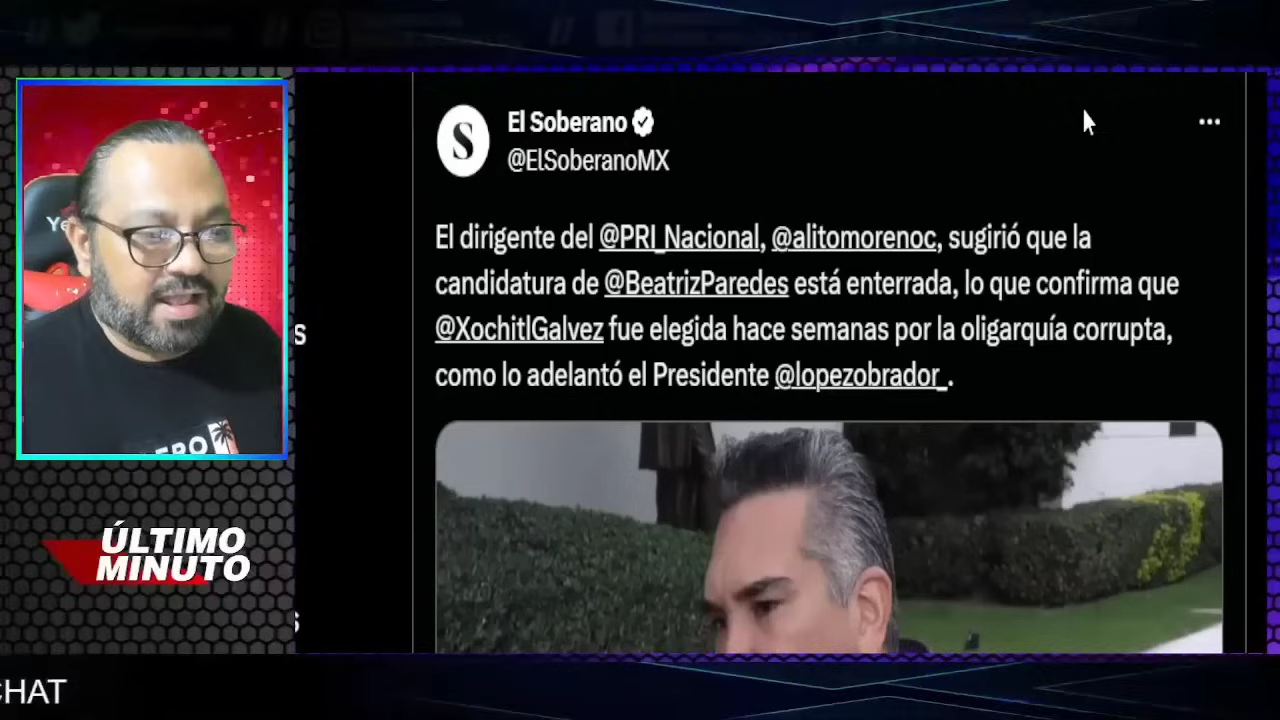 El Soberano
@ElSoberanoMX
El dirigente del @PRI_Nacional, @alitomorenoc, sugirió que la
candidatura de @BeatrizParedes está enterrada, lo que confirma que
@XochitlGalvez fue elegida hace semanas por la oligarquía corrupta,
como lo adelantó el Presidente @lopezobrador_.
S
Ye
ERO
s
ÚLTIMO
MINUTO
CHAT